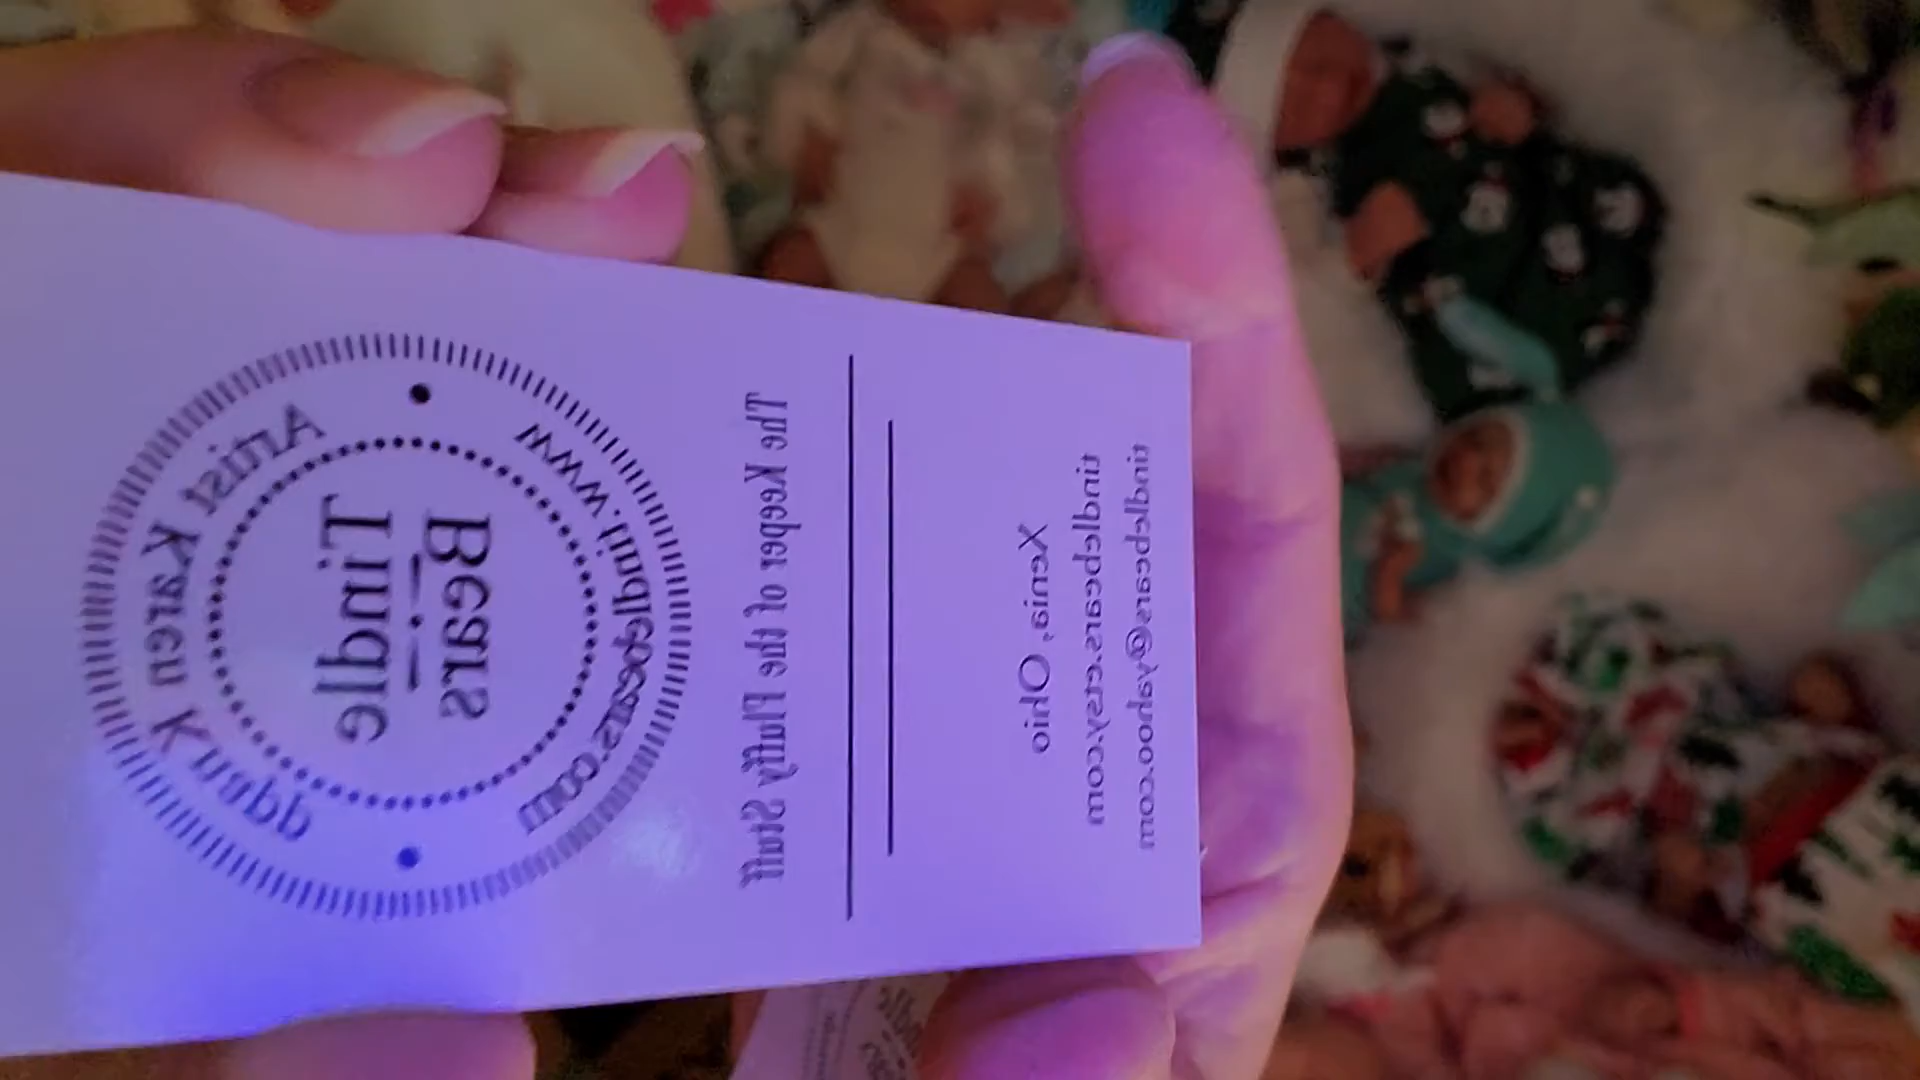 Artist Karen Knapp
Tindle
Bears
www.tindlebears.com
The Keeper of the Fluffy Stuff
Xenia, Ohio
tindlebears.etsy.com
tindlebears@yahoo.com